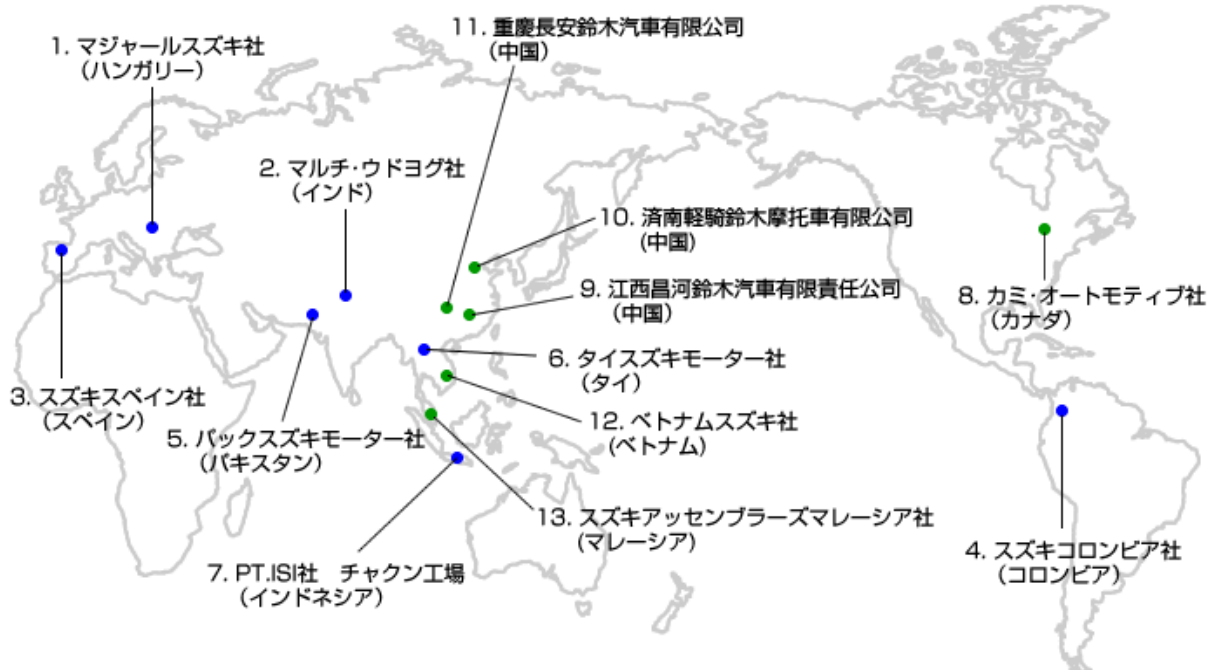 11. 重慶長安鈴木汽車有限公司
（中国）
1. マジャールスズキ社
（ハンガリー）
2. マルチ・ウドヨグ社
（インド）
10. 済南軽騎鈴木摩托車有限公司
（中国）
9. 江西昌河鈴木汽車有限責任公司
（中国）
8. カミ・オートモティブ社
（カナダ）
6. タイスズキモーター社
（タイ）
3. スズキスペイン社
（スペイン）
12. ベトナムスズキ社
（ベトナム）
5. パックスズキモーター社
（パキスタン）
13. スズキアッセンブラーズマレーシア社
（マレーシア）
4. スズキコロンビア社
（コロンビア）
7. PT.ISI社　チャクン工場
（インドネシア）